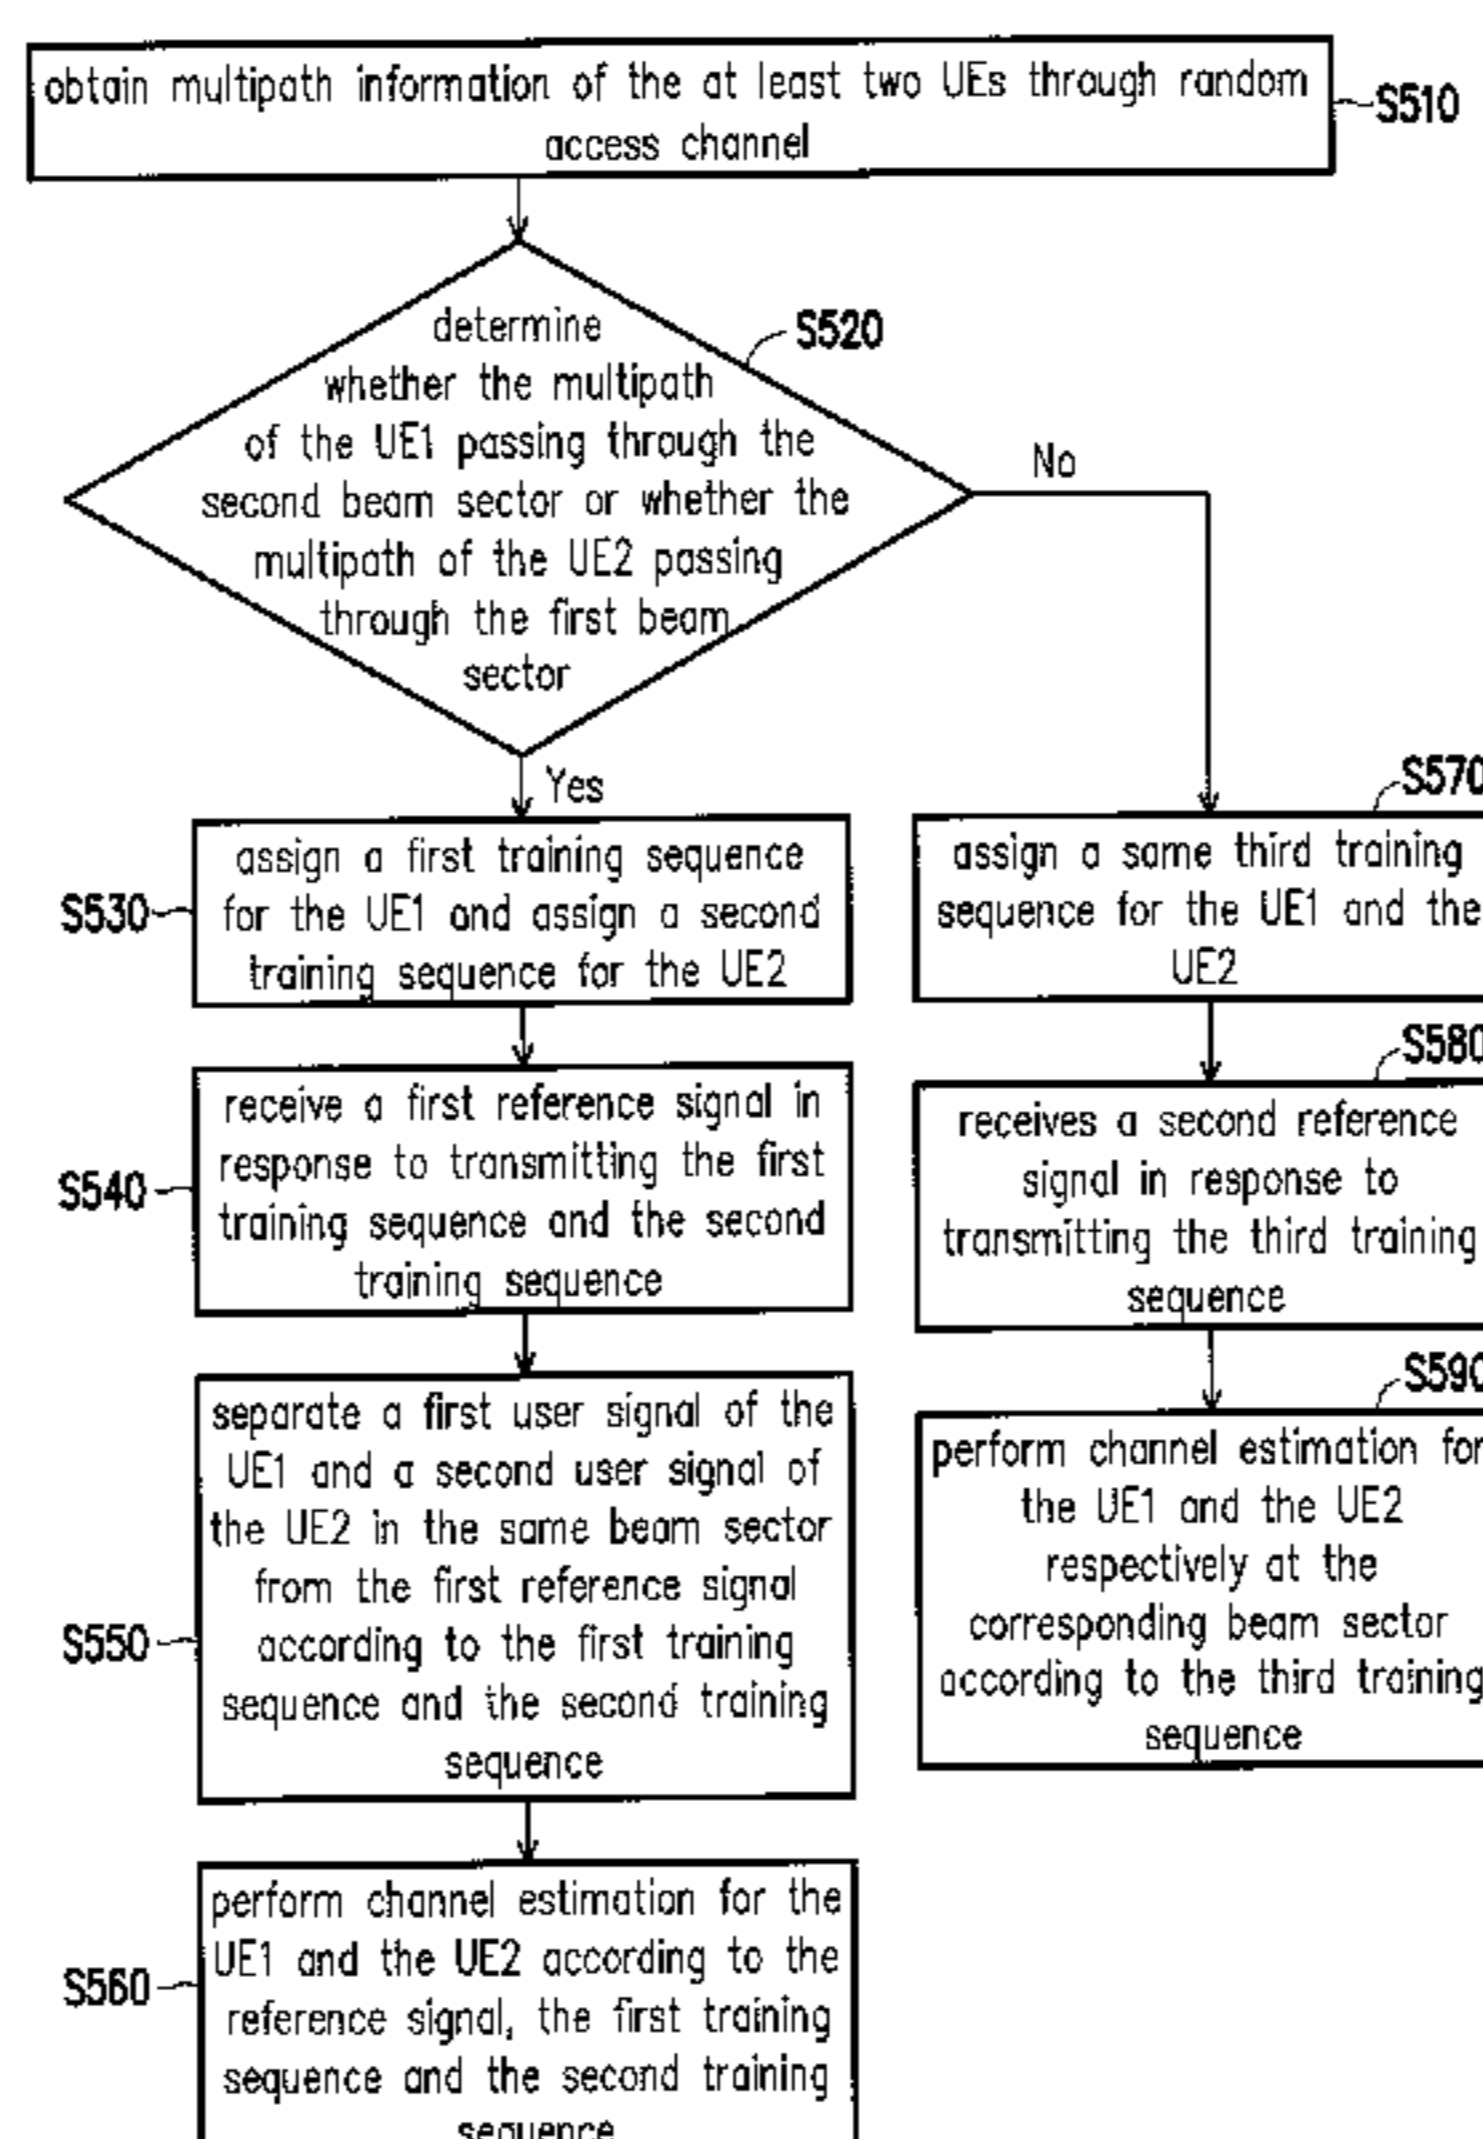 obtain multipath information of the at least two UEs through random
access channel
S510
determine
whether the multipath
of the UE1 passing through the
second beam sector or whether the
multipath of the UE2 passing
through the first beam
sector
S520
No
Yes
assign a first training sequence
for the UE1 and assign a second
training sequence for the UE2
S530
receive a first reference signal in
response to transmitting the first
training sequence and the second
training sequence
S540
separate a first user signal of the
UE1 and a second user signal of
the UE2 in the same beam sector
from the first reference signal
according to the first training
sequence and the second training
sequence
S550
perform channel estimation for the
UE1 and the UE2 according to the
reference signal, the first training
sequence and the second training
sequence
S560
S570
assign a same third training
sequence for the UE1 and the
UE2
S580
receives a second reference
signal in response to
transmitting the third training
sequence
S590
perform channel estimation for
the UE1 and the UE2
respectively at the
corresponding beam sector
according to the third training
sequence